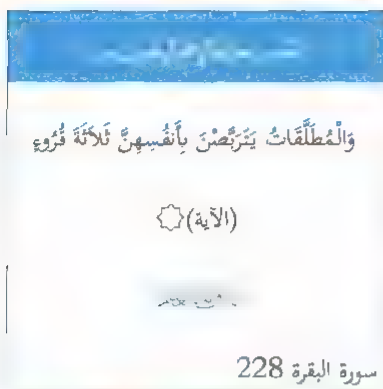 وَالْمُطَلَّقَاتُ يَتَرَبَّصْنَ بِأَنفُسِهِنَّ ثَلَاثَةَ قُرُوءٍ
(الآية)
سورة البقرة 228